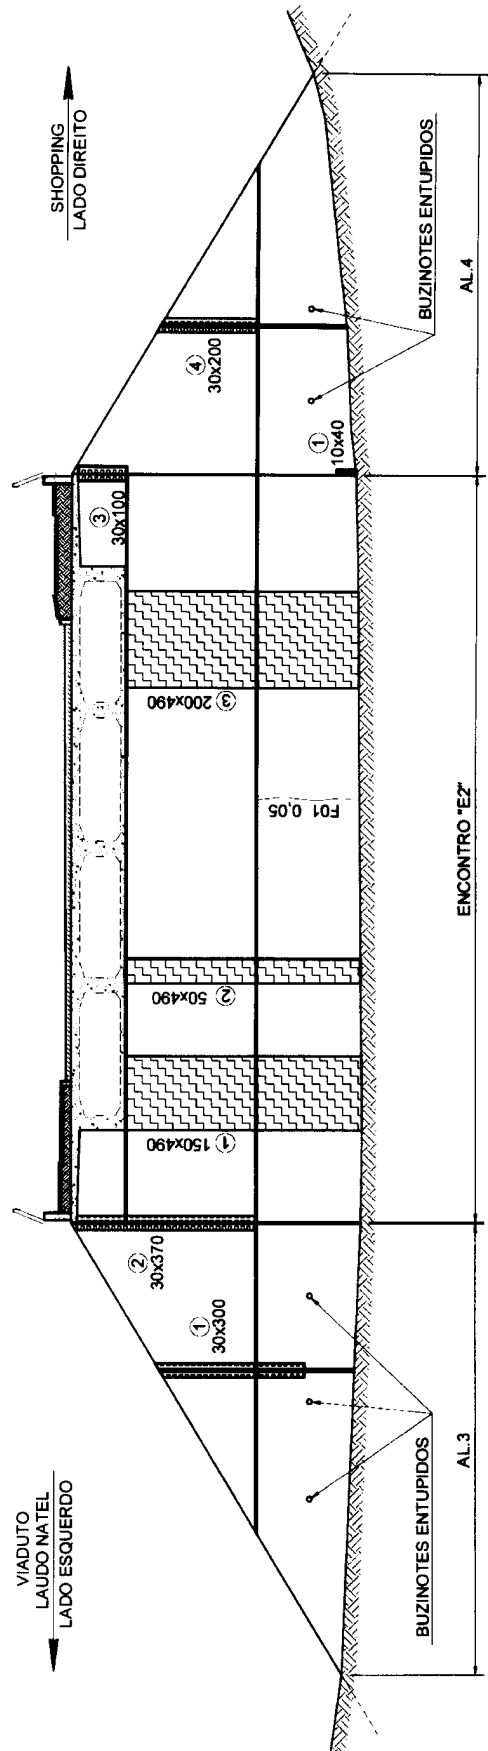 VIADUTO
LAUDO NATEL
LADO ESQUERDO
SHOPPING
LADO DIREITO
② 30x370
① 30x300
① 150x490
② 50x490
F01 0,05
③ 200x490
③ 30x100
④ 30x200
① 10x40
BUZINOTES ENTUPIDOS
BUZINOTES ENTUPIDOS
AL.3
ENCONTRO "E2"
AL.4